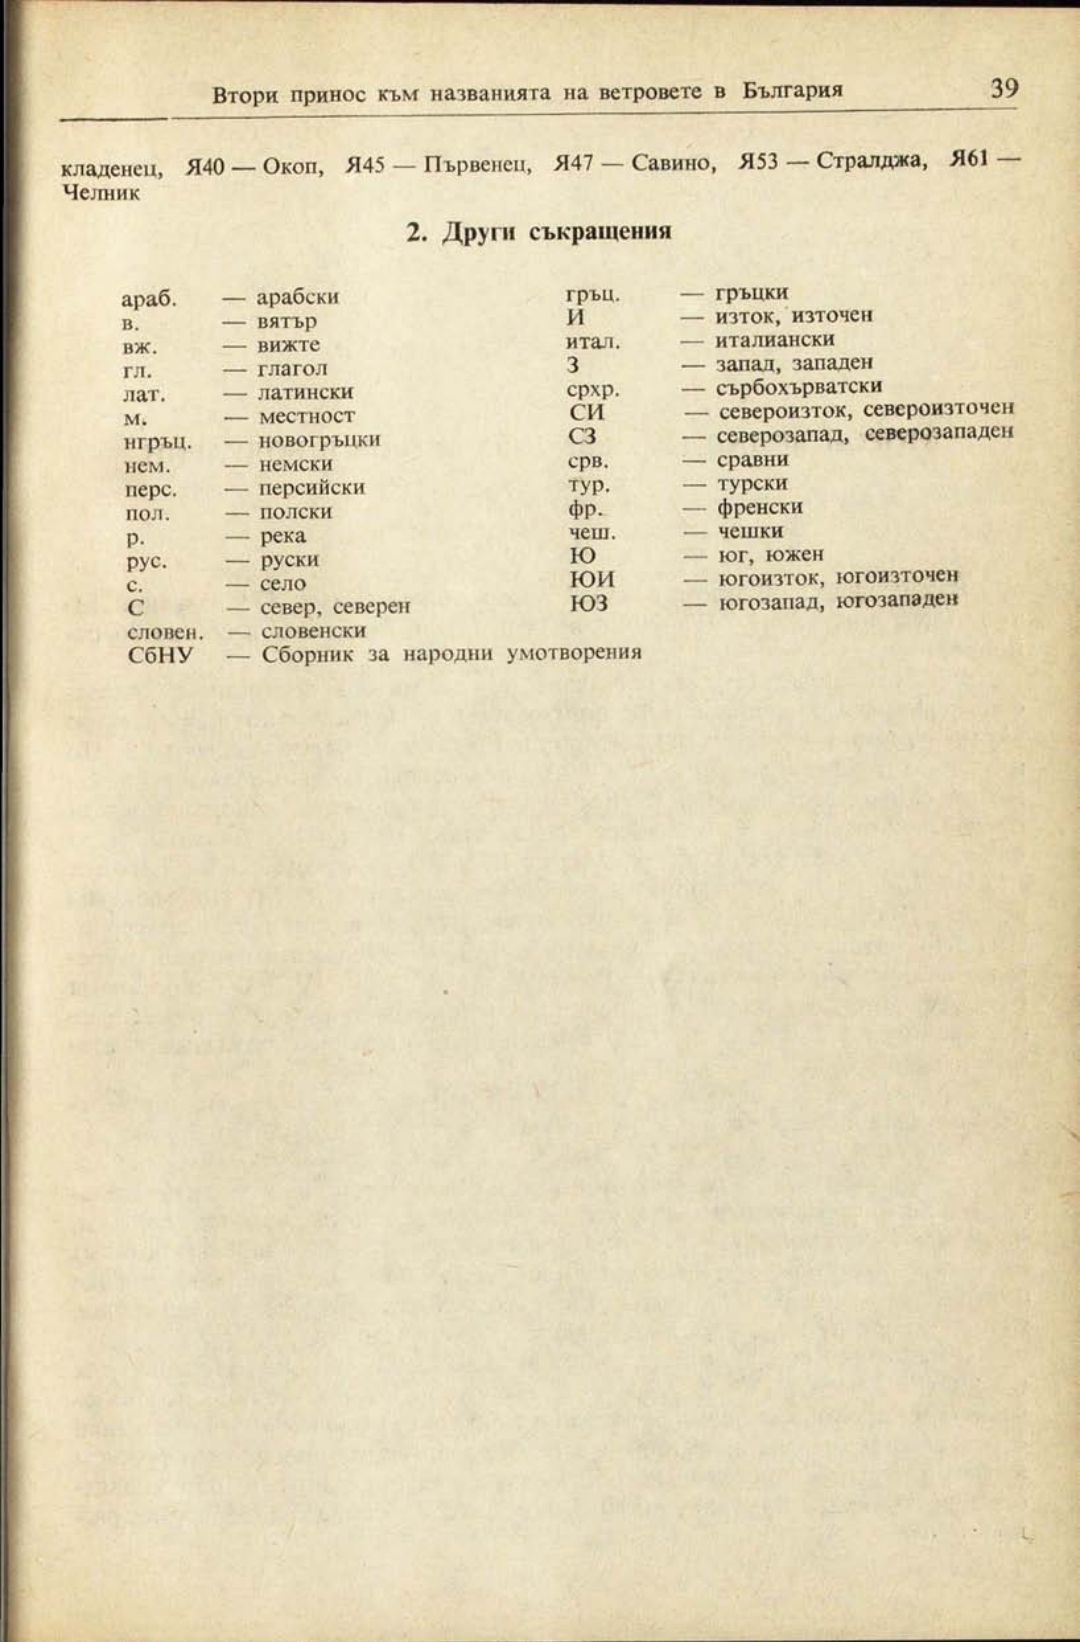 Втори принос към названията на ветровете в България 39
кладенец, Я40 — Окоп, Я45 — Първенец, Я47 — Савино, Я53 — Стралджа, Я61 —
Челник
2. Други съкращения
араб. — арабски
в. — вятър
вж. — вижте
гл. — глагол
лат. — латински
м. — местност
нгръц. — новогръцки
нем. — немски
перс. — персийски
пол. — полски
р. — река
рус. — руски
с. — село
С — север, северен
словен. — словенски
СбНУ — Сборник за народни умотворения
гръц. — гръцки
И — изток, източен
итал. — италиански
З — запад, западен
срхр. — сърбохърватски
СИ — североизток, североизточен
СЗ — северозапад, северозападен
срв. — сравни
тур. — турски
фр. — френски
чеш. — чешки
Ю — юг, южен
ЮИ — югоизток, югоизточен
ЮЗ — югозапад, югозападен